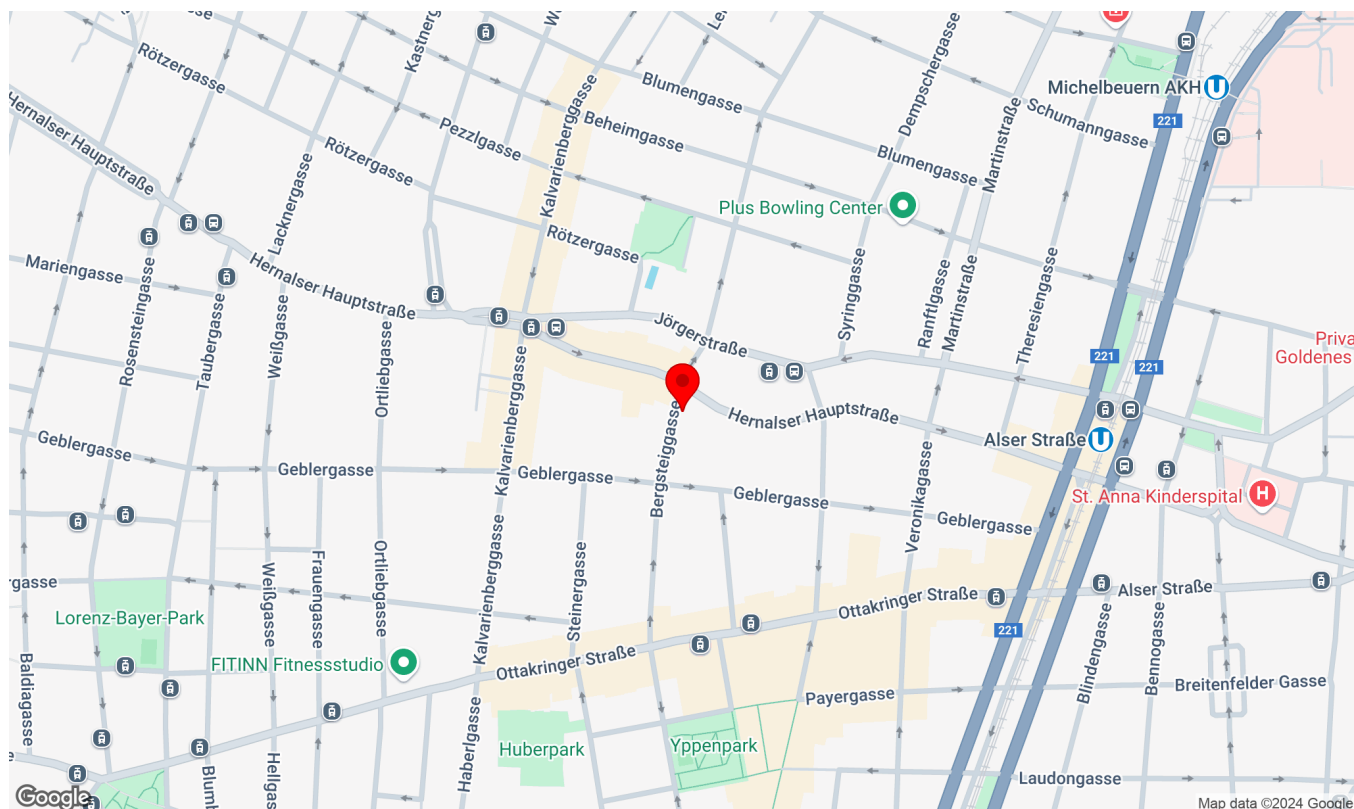 Rötzergasse
Kastnergasse
Blumengasse
Dempschergasse
Michelbeuern AKH
221
Schumanngasse
Martinstraße
Beheimgasse
Pezzlgasse
Kalvarienberggasse
Hernalser Hauptstraße
Lacknergasse
Rötzergasse
Blumengasse
Plus Bowling Center
Rötzergasse
Mariengasse
Rosensteingasse
Taubergasse
Weißgasse
Hernalser Hauptstraße
Ortliebgasse
Jörgerstraße
Syringgasse
Ranftlgasse
Martinstraße
Theresiengasse
221
221
Goldenes
Kalvarienberggasse
Bergsteiggasse
Hernalser Hauptstraße
Alser Straße
Geblergasse
Geblergasse
Geblergasse
Geblergasse
Geblergasse
Veronikagasse
St. Anna Kinderspital
H
Ortliebgasse
Frauengasse
Weißgasse
Steinergasse
Kalvarienberggasse
Lorenz-Bayer-Park
Ottakringer Straße
Alser Straße
221
FITINN Fitnessstudio
Ottakringer Straße
Baldiagasse
Blindengasse
Bennogasse
Breitenfelder Gasse
Payergasse
Haberlgasse
Huberpark
Yppenpark
Hellgasse
Laudongasse
Google
Map data ©2024 Google